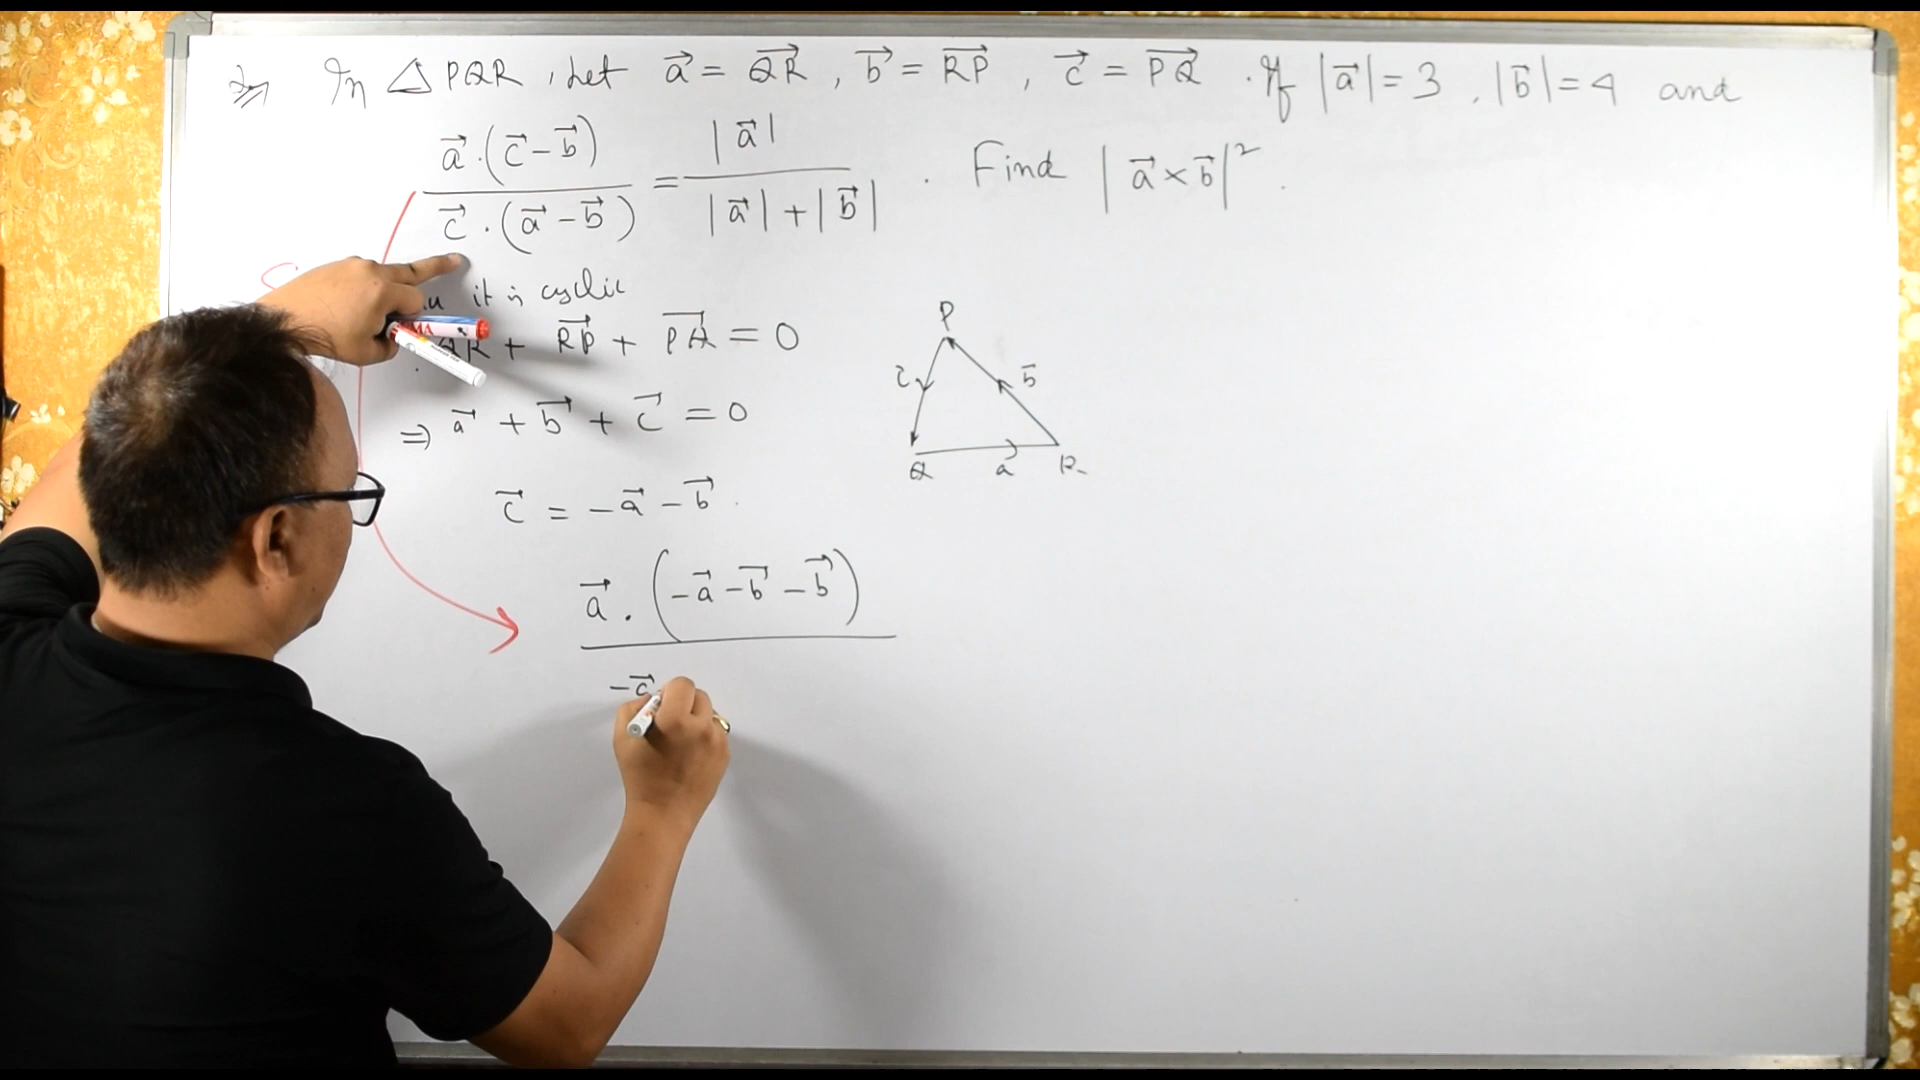 In △ PQR, Let a⃗ = QR⃗, b⃗ = RP⃗, c⃗ = PQ⃗. If |a⃗| = 3, |b⃗| = 4 and
a⃗.(c⃗-b⃗) / c⃗.(a⃗-b⃗) = |a⃗| / |a⃗|+|b⃗| . Find |a⃗×b⃗|².
it is cyclic
QR + RP⃗ + PQ⃗ = 0
⇒ a⃗ + b⃗ + c⃗ = 0
c⃗ = -a⃗ - b⃗.
a⃗.(-a⃗-b⃗-b⃗)
P
c⃗ b⃗
Q a R